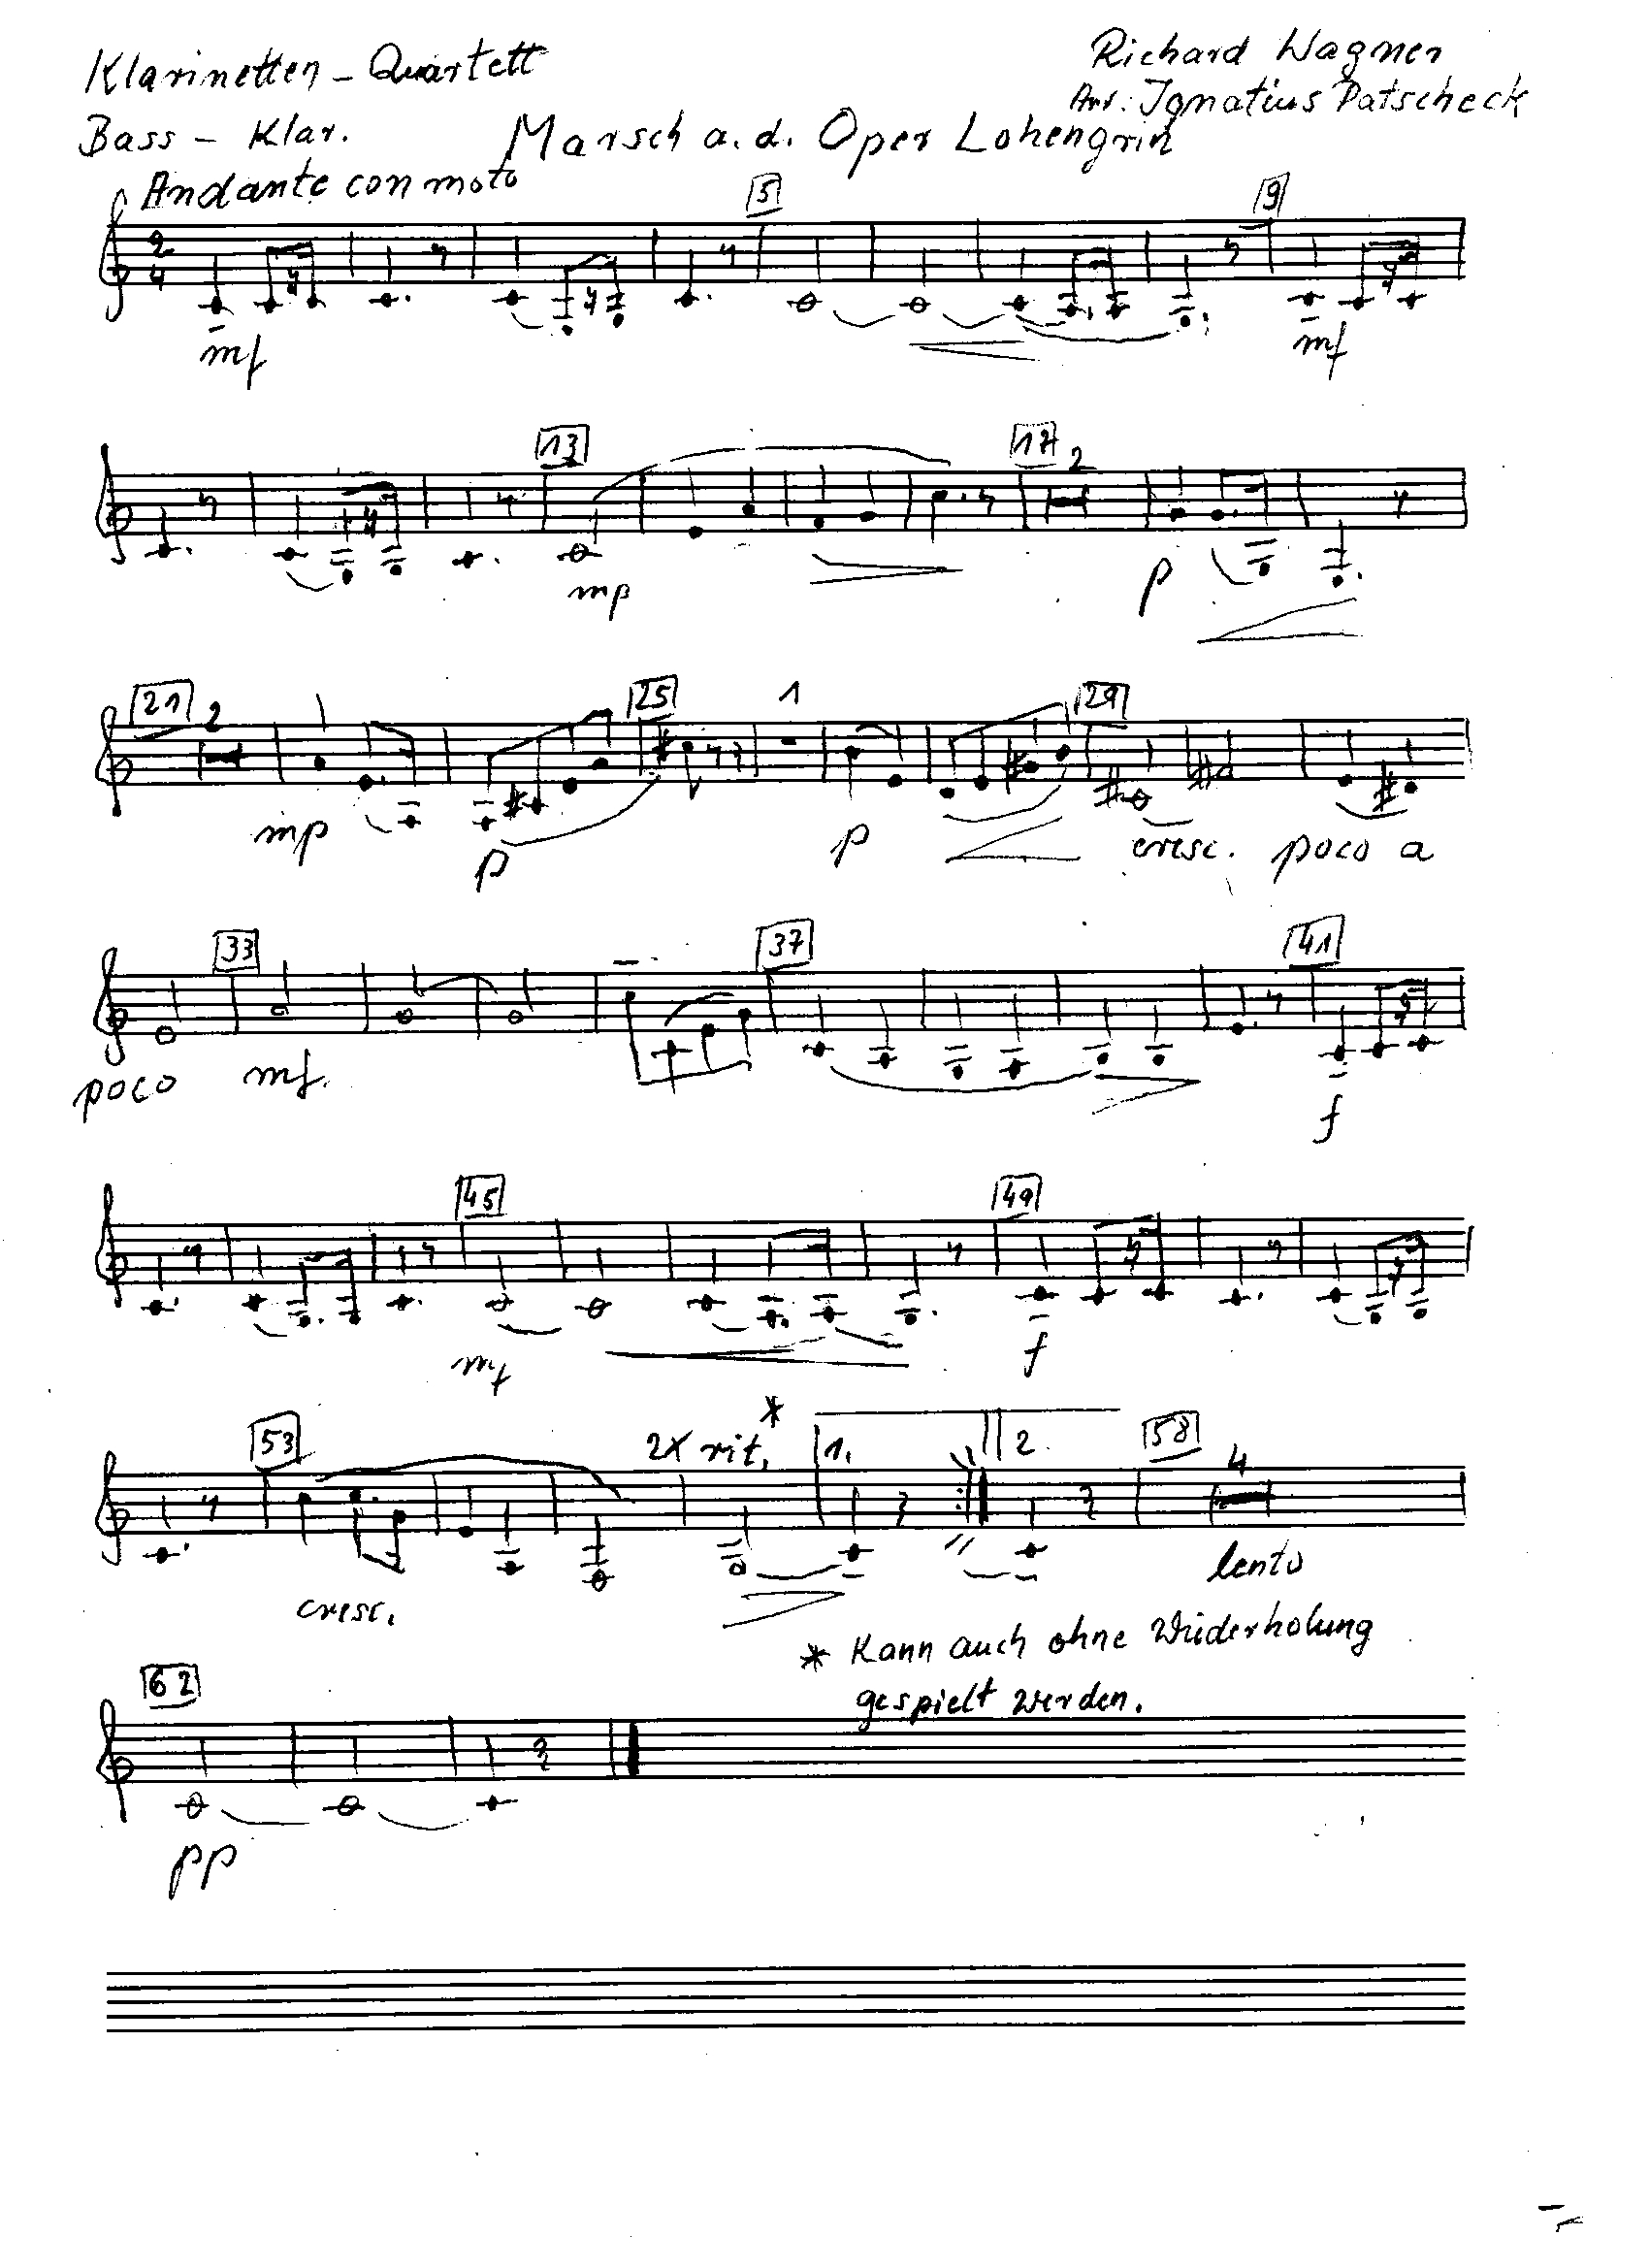 Klarinetten - Quartett
Richard Wagner
Arr. Ignatius Patscheck
Bass - Klar.
Marsch a.d. Oper Lohengrin
Andante con moto
5 9
2
4
mf mf
13 17 2
mp p
21 2 25 1 29
mp p p cresc. poco a
33 37 41
poco mf. f
45 49
mf f
53 2x rit. * 1. 2. 58 4
cresc. lento
* Kann auch ohne Wiederholung
gespielt werden.
62
pp